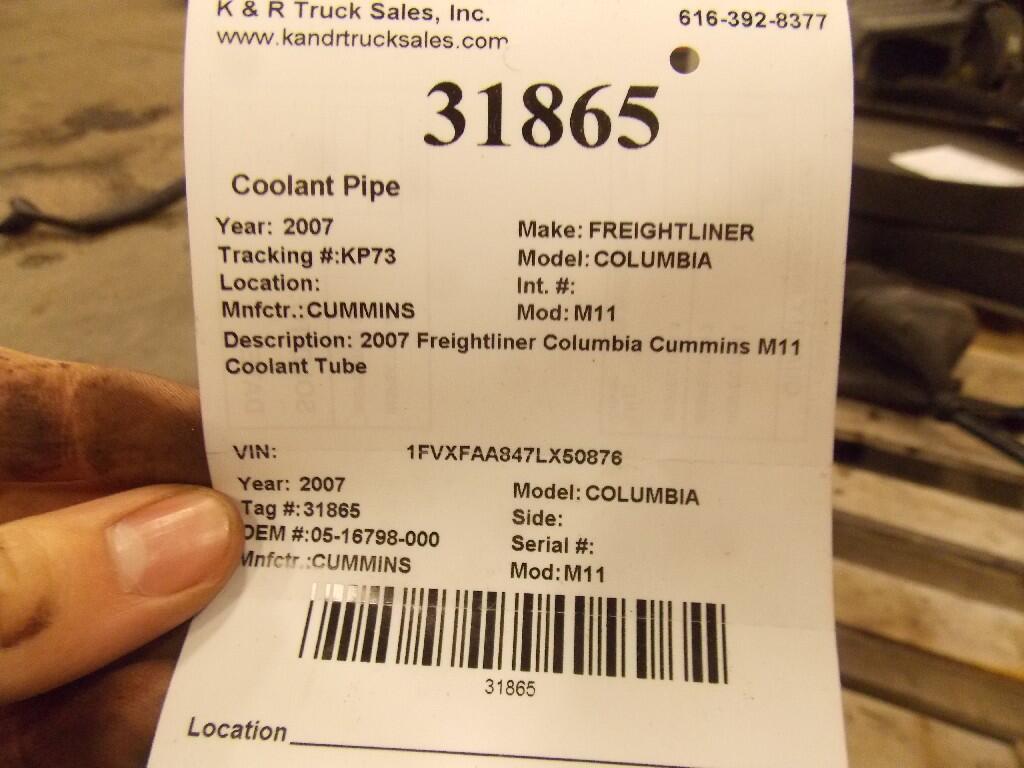 K & R Truck Sales, Inc. 616-392-8377
www.kandrtrucksales.com
31865
Coolant Pipe
Year: 2007 Make: FREIGHTLINER
Tracking #:KP73 Model: COLUMBIA
Location: Int. #:
Mnfctr.:CUMMINS Mod: M11
Description: 2007 Freightliner Columbia Cummins M11
Coolant Tube
VIN: 1FVXFAA847LX50876
Year: 2007 Model: COLUMBIA
Tag #:31865 Side:
OEM #:05-16798-000 Serial #:
Mnfctr.:CUMMINS Mod: M11
31865
Location